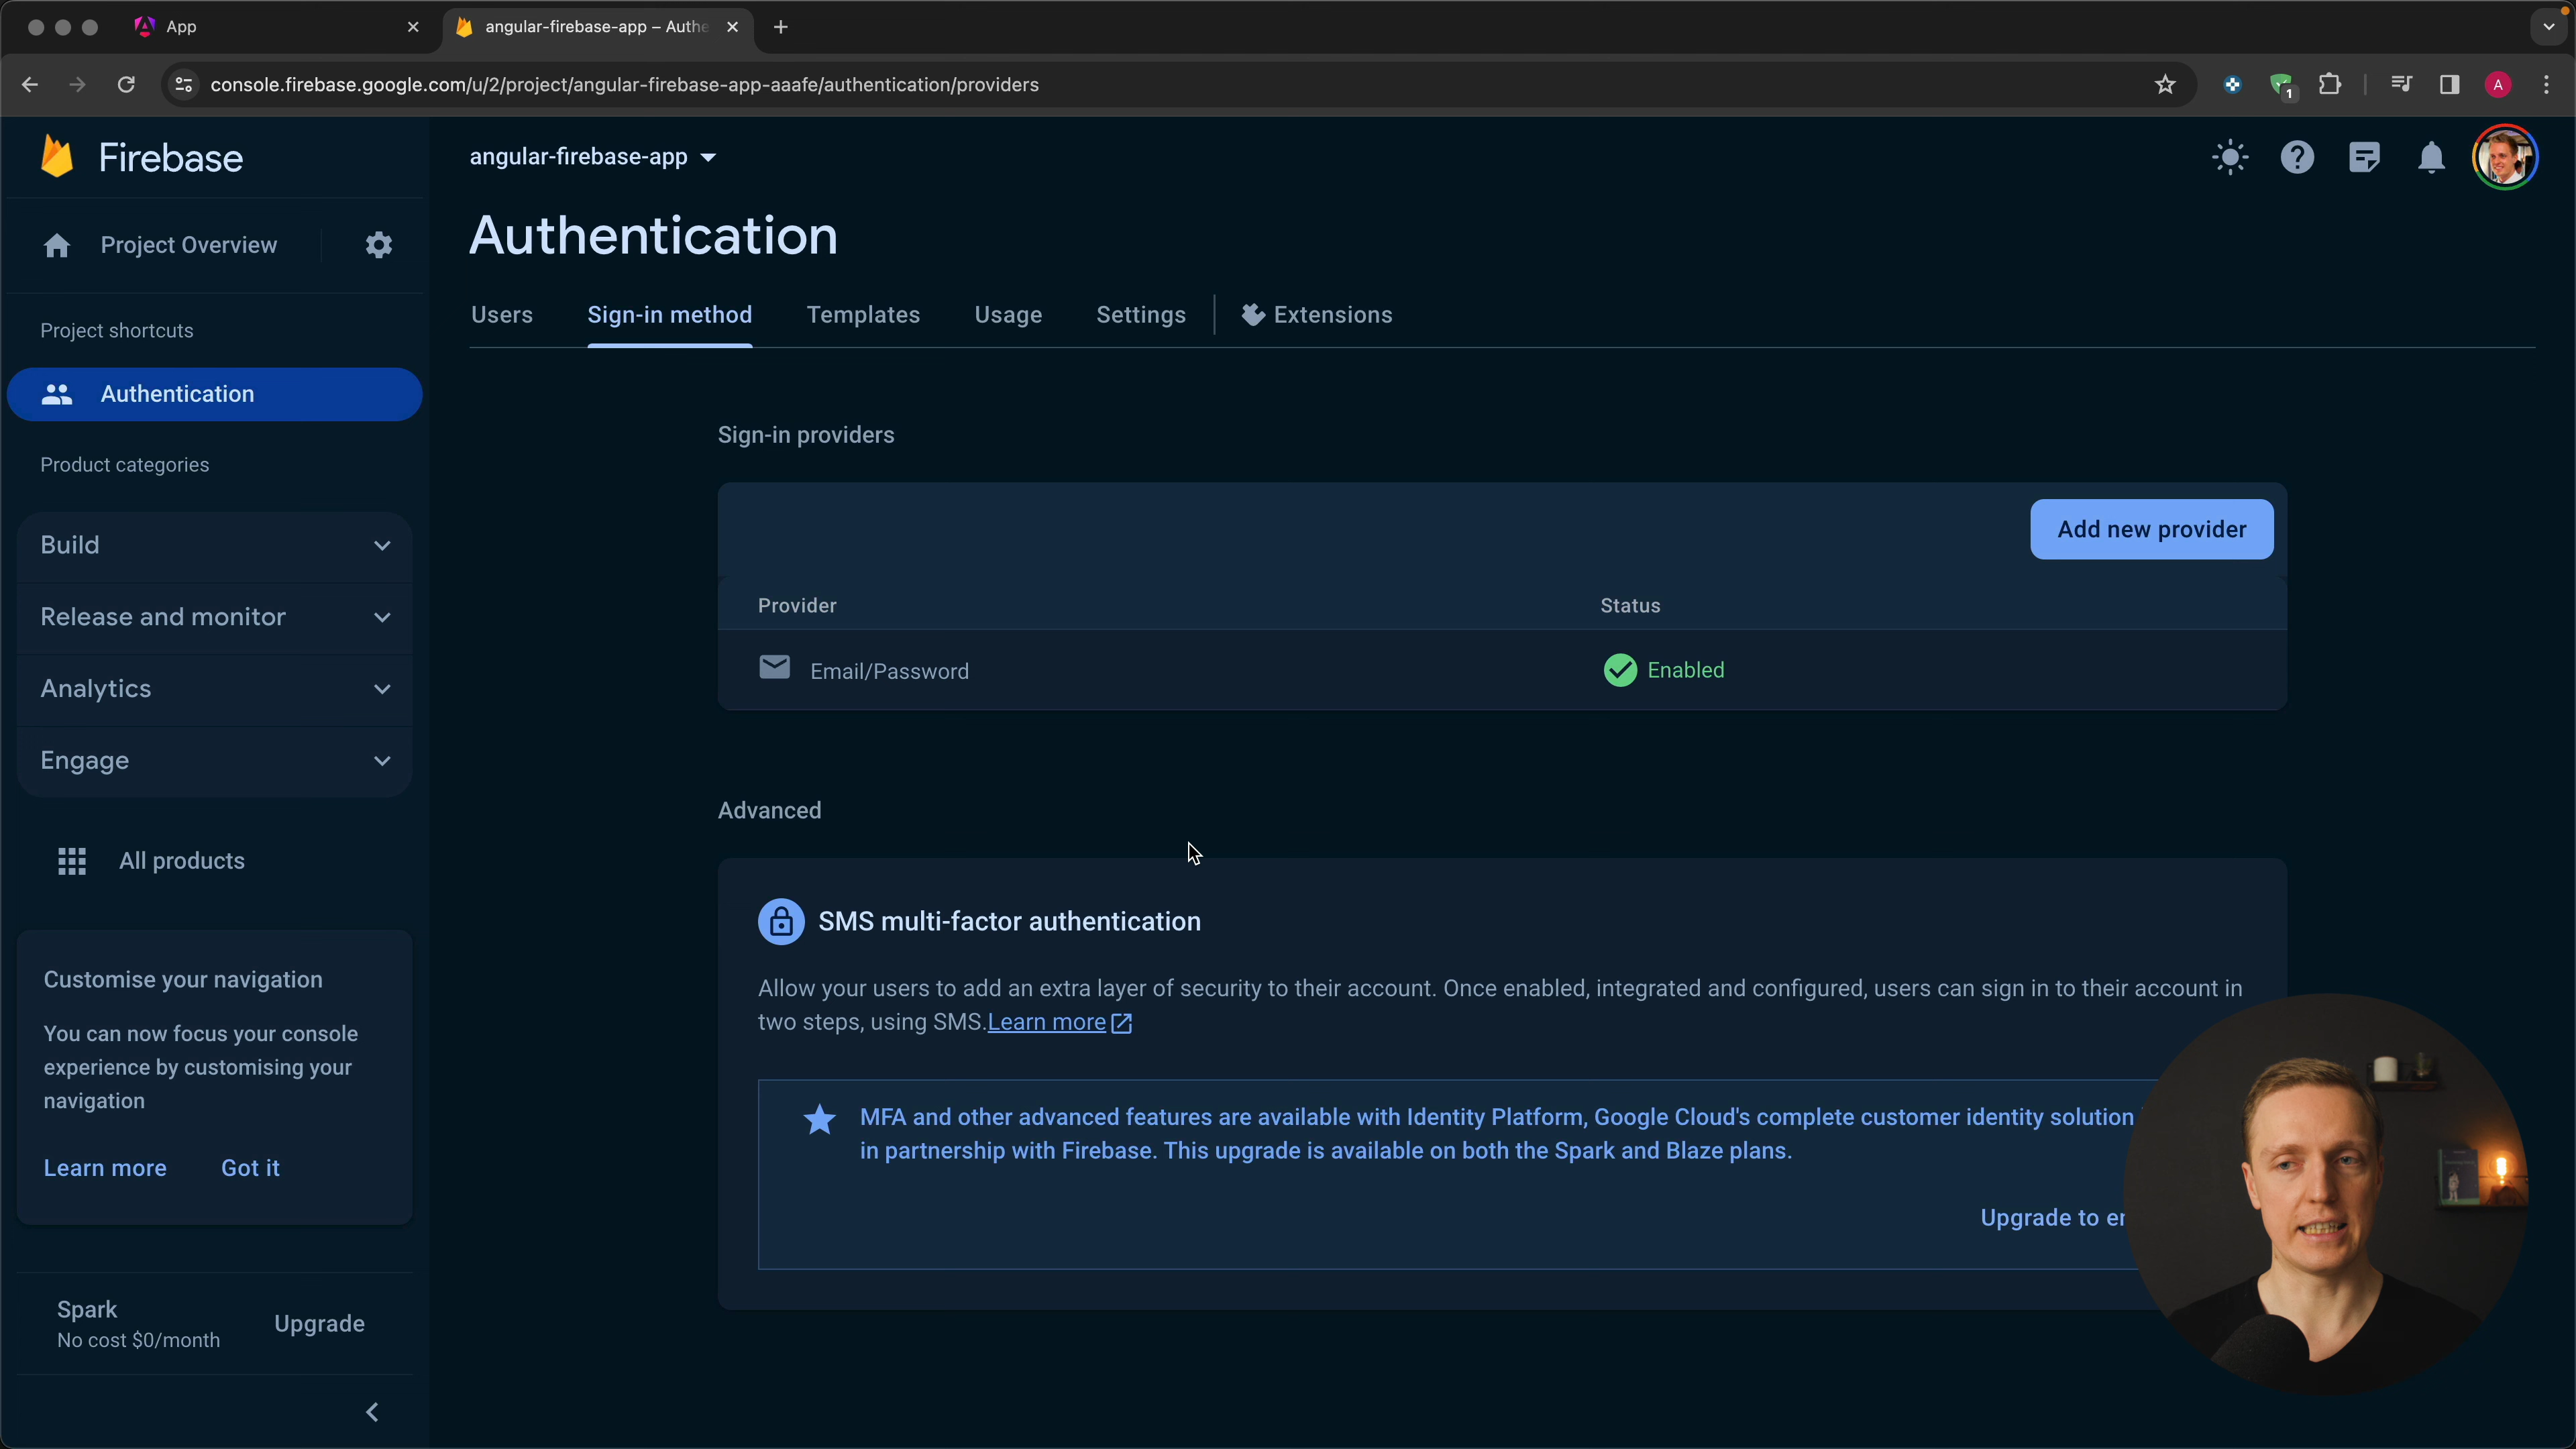 App
angular-firebase-app – Authe
console.firebase.google.com/u/2/project/angular-firebase-app-aaafe/authentication/providers
1
A
Firebase
angular-firebase-app
Project Overview
Authentication
Users
Sign-in method
Templates
Usage
Settings
Extensions
Project shortcuts
Authentication
Product categories
Build
Release and monitor
Analytics
Engage
All products
Customise your navigation
You can now focus your console
experience by customising your
navigation
Learn more
Got it
Spark
No cost $0/month
Upgrade
Sign-in providers
Add new provider
Provider
Status
Email/Password
Enabled
Advanced
SMS multi-factor authentication
Allow your users to add an extra layer of security to their account. Once enabled, integrated and configured, users can sign in to their account in
two steps, using SMS.Learn more
MFA and other advanced features are available with Identity Platform, Google Cloud's complete customer identity solution
in partnership with Firebase. This upgrade is available on both the Spark and Blaze plans.
Upgrade to